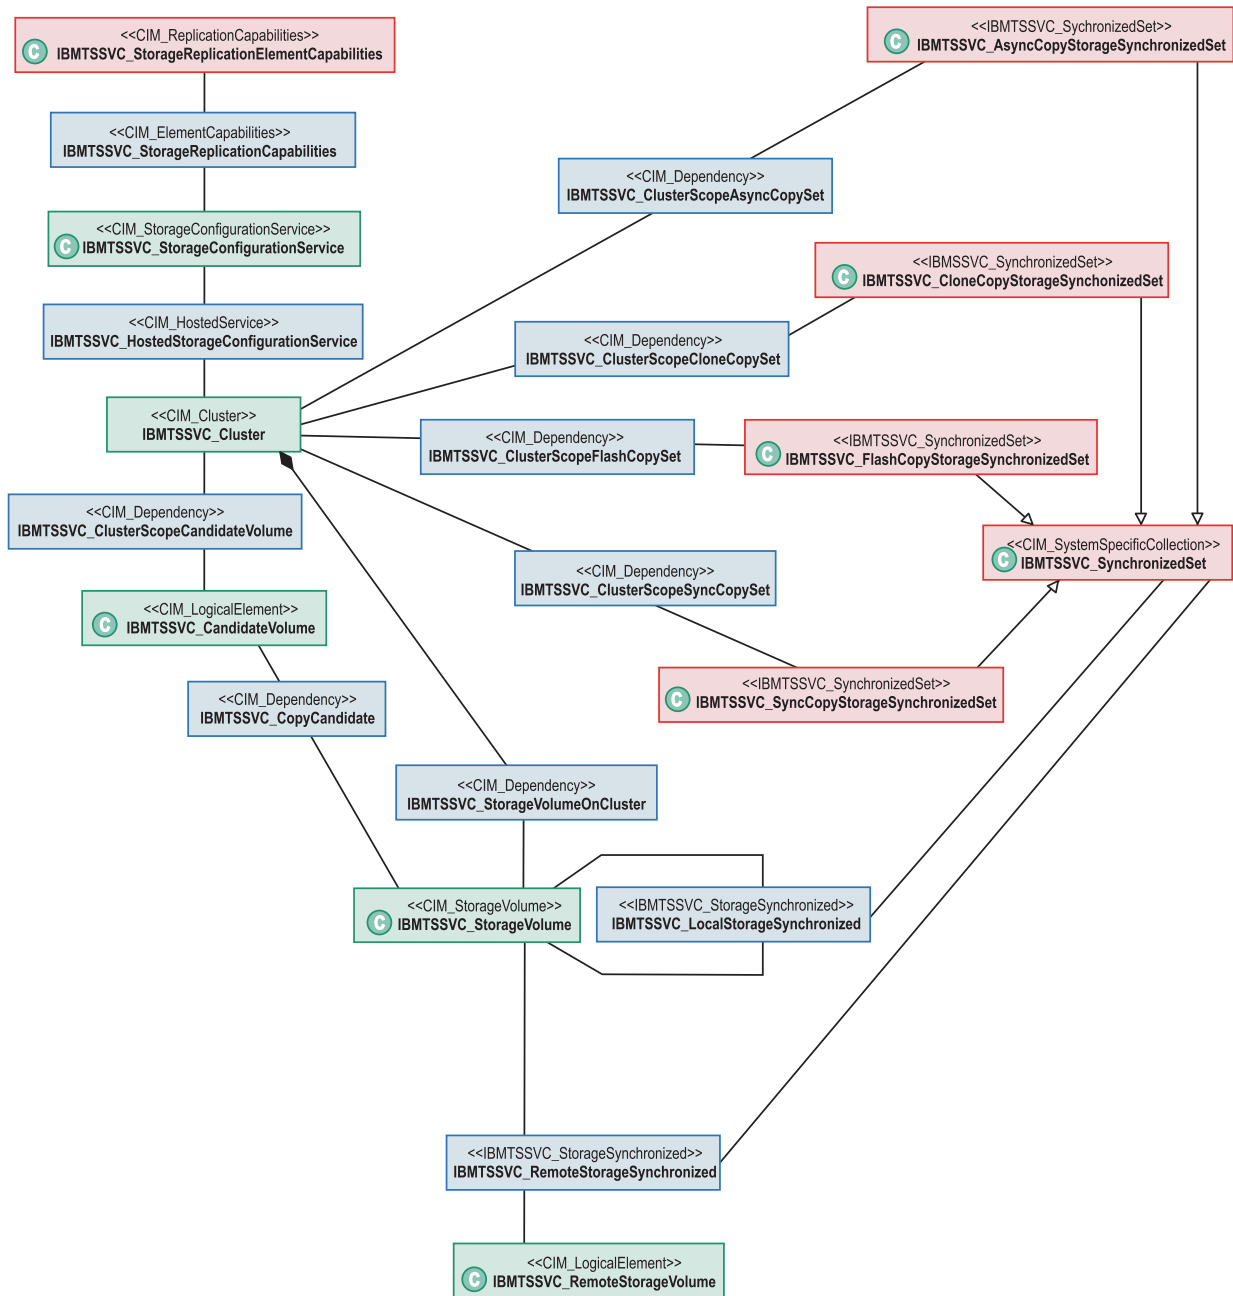 <<CIM_ReplicationCapabilities>>
C
IBMTSSVC_StorageReplicationElementCapabilities
<<IBMTSSVC_SychronizedSet>>
C
IBMTSSVC_AsyncCopyStorageSynchronizedSet
<<CIM_ElementCapabilities>>
IBMTSSVC_StorageReplicationCapabilities
<<CIM_Dependency>>
IBMTSSVC_ClusterScopeAsyncCopySet
<<CIM_StorageConfigurationService>>
C
IBMTSSVC_StorageConfigurationService
<<IBMSSVC_SynchronizedSet>>
C
IBMTSSVC_CloneCopyStorageSynchonizedSet
<<CIM_HostedService>>
IBMTSSVC_HostedStorageConfigurationService
<<CIM_Dependency>>
IBMTSSVC_ClusterScopeCloneCopySet
<<CIM_Cluster>>
IBMTSSVC_Cluster
<<CIM_Dependency>>
IBMTSSVC_ClusterScopeFlashCopySet
<<IBMTSSVC_SynchronizedSet>>
C
IBMTSSVC_FlashCopyStorageSynchronizedSet
<<CIM_Dependency>>
IBMTSSVC_ClusterScopeCandidateVolume
<<CIM_SystemSpecificCollection>>
C
IBMTSSVC_SynchronizedSet
<<CIM_Dependency>>
IBMTSSVC_ClusterScopeSyncCopySet
<<CIM_LogicalElement>>
C
IBMTSSVC_CandidateVolume
<<IBMTSSVC_SynchronizedSet>>
C
IBMTSSVC_SyncCopyStorageSynchronizedSet
<<CIM_Dependency>>
IBMTSSVC_CopyCandidate
<<CIM_Dependency>>
IBMTSSVC_StorageVolumeOnCluster
<<CIM_StorageVolume>>
C
IBMTSSVC_StorageVolume
<<IBMTSSVC_StorageSynchronized>>
IBMTSSVC_LocalStorageSynchronized
<<IBMTSSVC_StorageSynchronized>>
IBMTSSVC_RemoteStorageSynchronized
<<CIM_LogicalElement>>
C
IBMTSSVC_RemoteStorageVolume